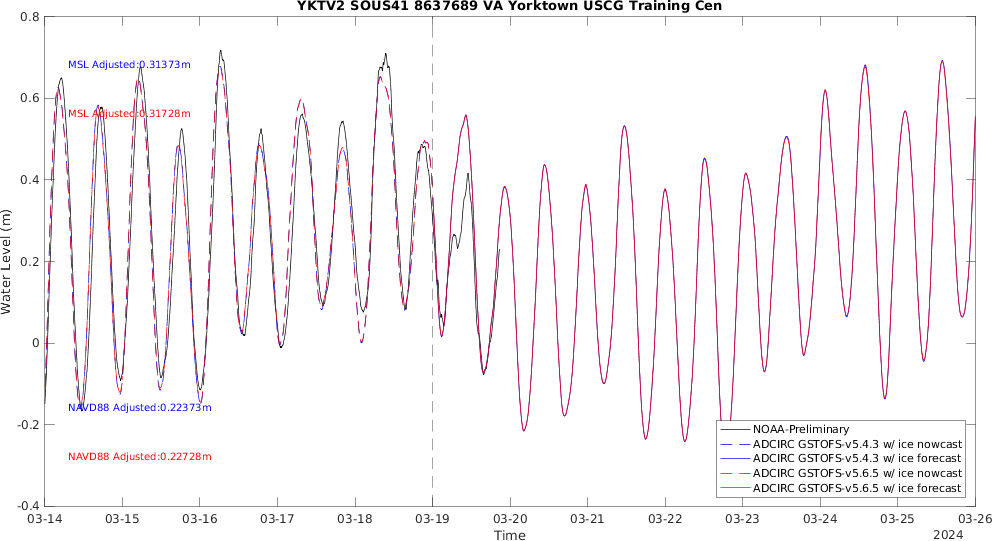 YKTV2 SOUS41 8637689 VA Yorktown USCG Training Cen
0.8
0.6
0.4
0.2
0
-0.2
-0.4
Water Level (m)
MSL Adjusted:0.31373m
MSL Adjusted:0.31728m
NAVD88 Adjusted:0.22373m
NAVD88 Adjusted:0.22728m
NOAA-Preliminary
ADCIRC GSTOFS-v5.4.3 w/ ice nowcast
ADCIRC GSTOFS-v5.4.3 w/ ice forecast
ADCIRC GSTOFS-v5.6.5 w/ ice nowcast
ADCIRC GSTOFS-v5.6.5 w/ ice forecast
03-14 03-15 03-16 03-17 03-18 03-19 03-20 03-21 03-22 03-23 03-24 03-25 03-26
Time
2024